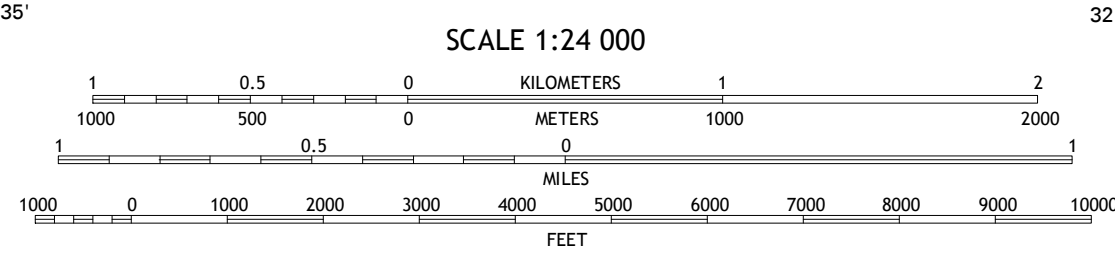 35' 32
SCALE 1:24 000
1 0.5 0 KILOMETERS 1 2
1000 500 0 METERS 1000 2000
1 0.5 0 1
MILES
1000 0 1000 2000 3000 4000 5000 6000 7000 8000 9000 10000
FEET